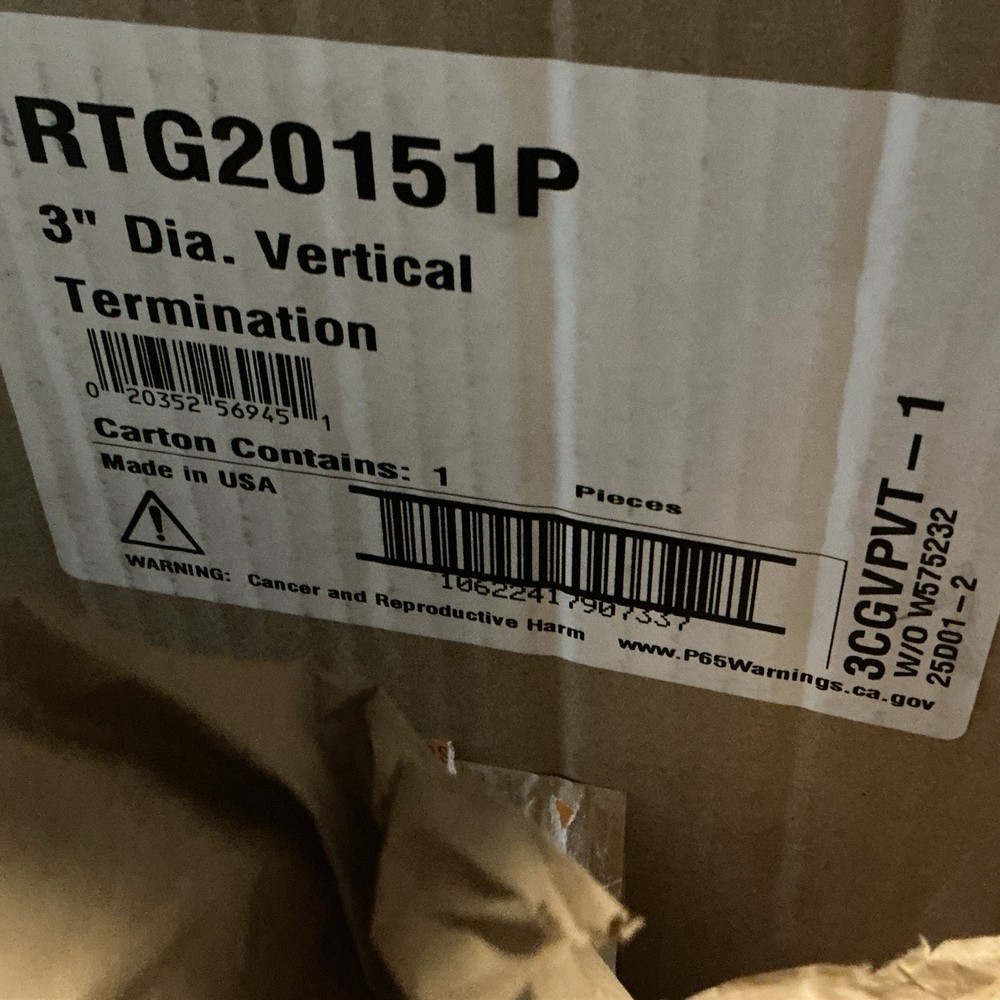 RTG20151P
3" Dia. Vertical
Termination
0 20352 56945 1
Carton Contains: 1 Pieces
Made in USA
10622417907337
WARNING: Cancer and Reproductive Harm www.P65Warnings.ca.gov
3CGVPVT-1
W/O W575232
25D01-2